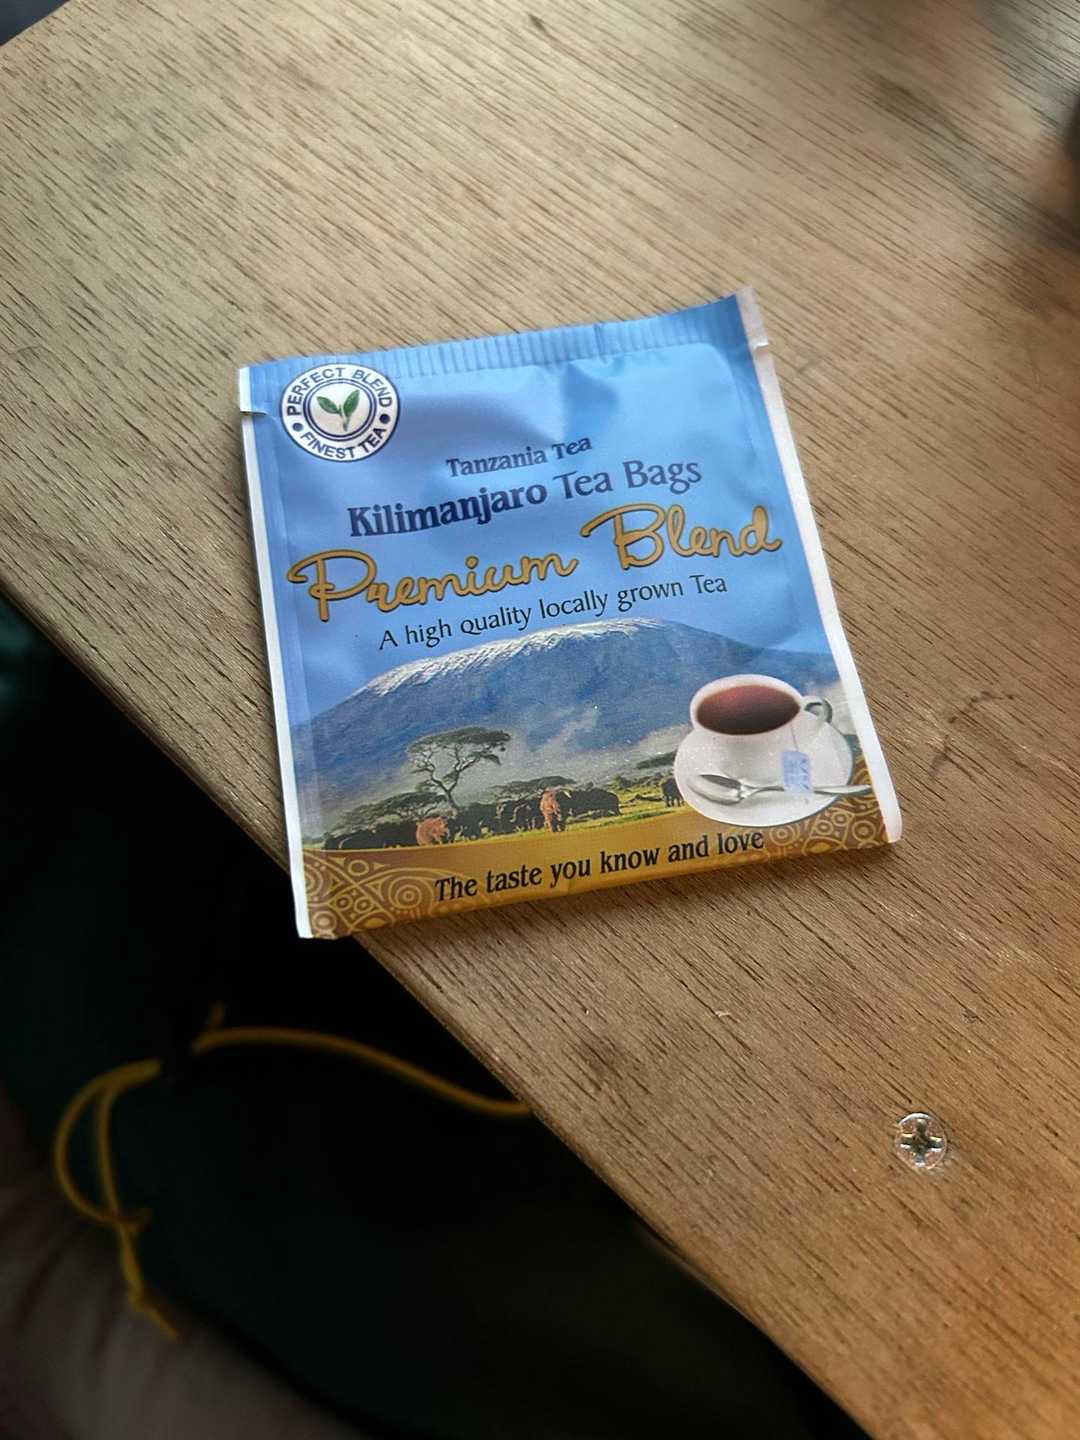 PERFECT BLEND
FINEST TEA
Tanzania Tea
Kilimanjaro Tea Bags
Premium Blend
A high quality locally grown Tea
The taste you know and love